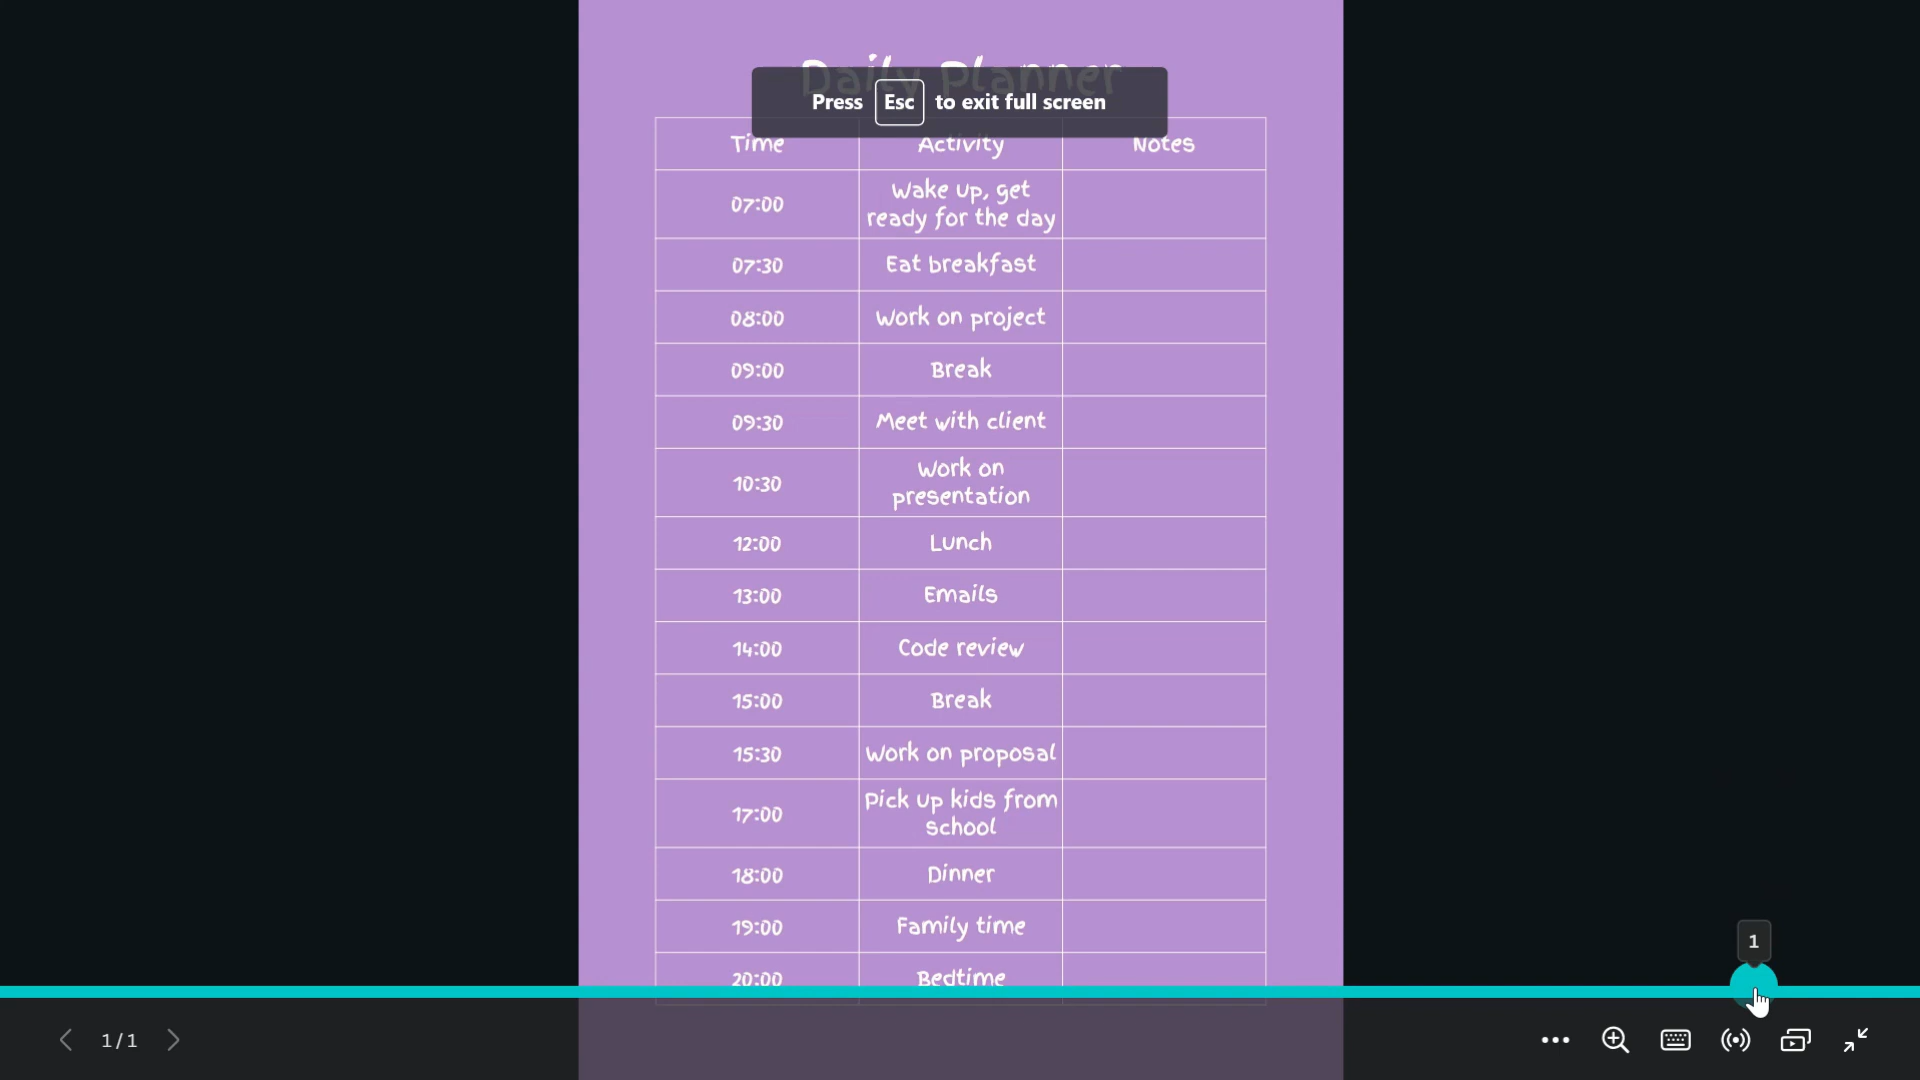 Daily Planner
Press Esc to exit full screen
Time Activity Notes
07:00 Wake up, get
ready for the day
07:30 Eat breakfast
08:00 Work on project
09:00 Break
09:30 Meet with client
10:30 Work on
presentation
12:00 Lunch
13:00 Emails
14:00 Code review
15:00 Break
15:30 Work on proposal
17:00 Pick up kids from
school
18:00 Dinner
19:00 Family time
20:00 Bedtime
1
1/1